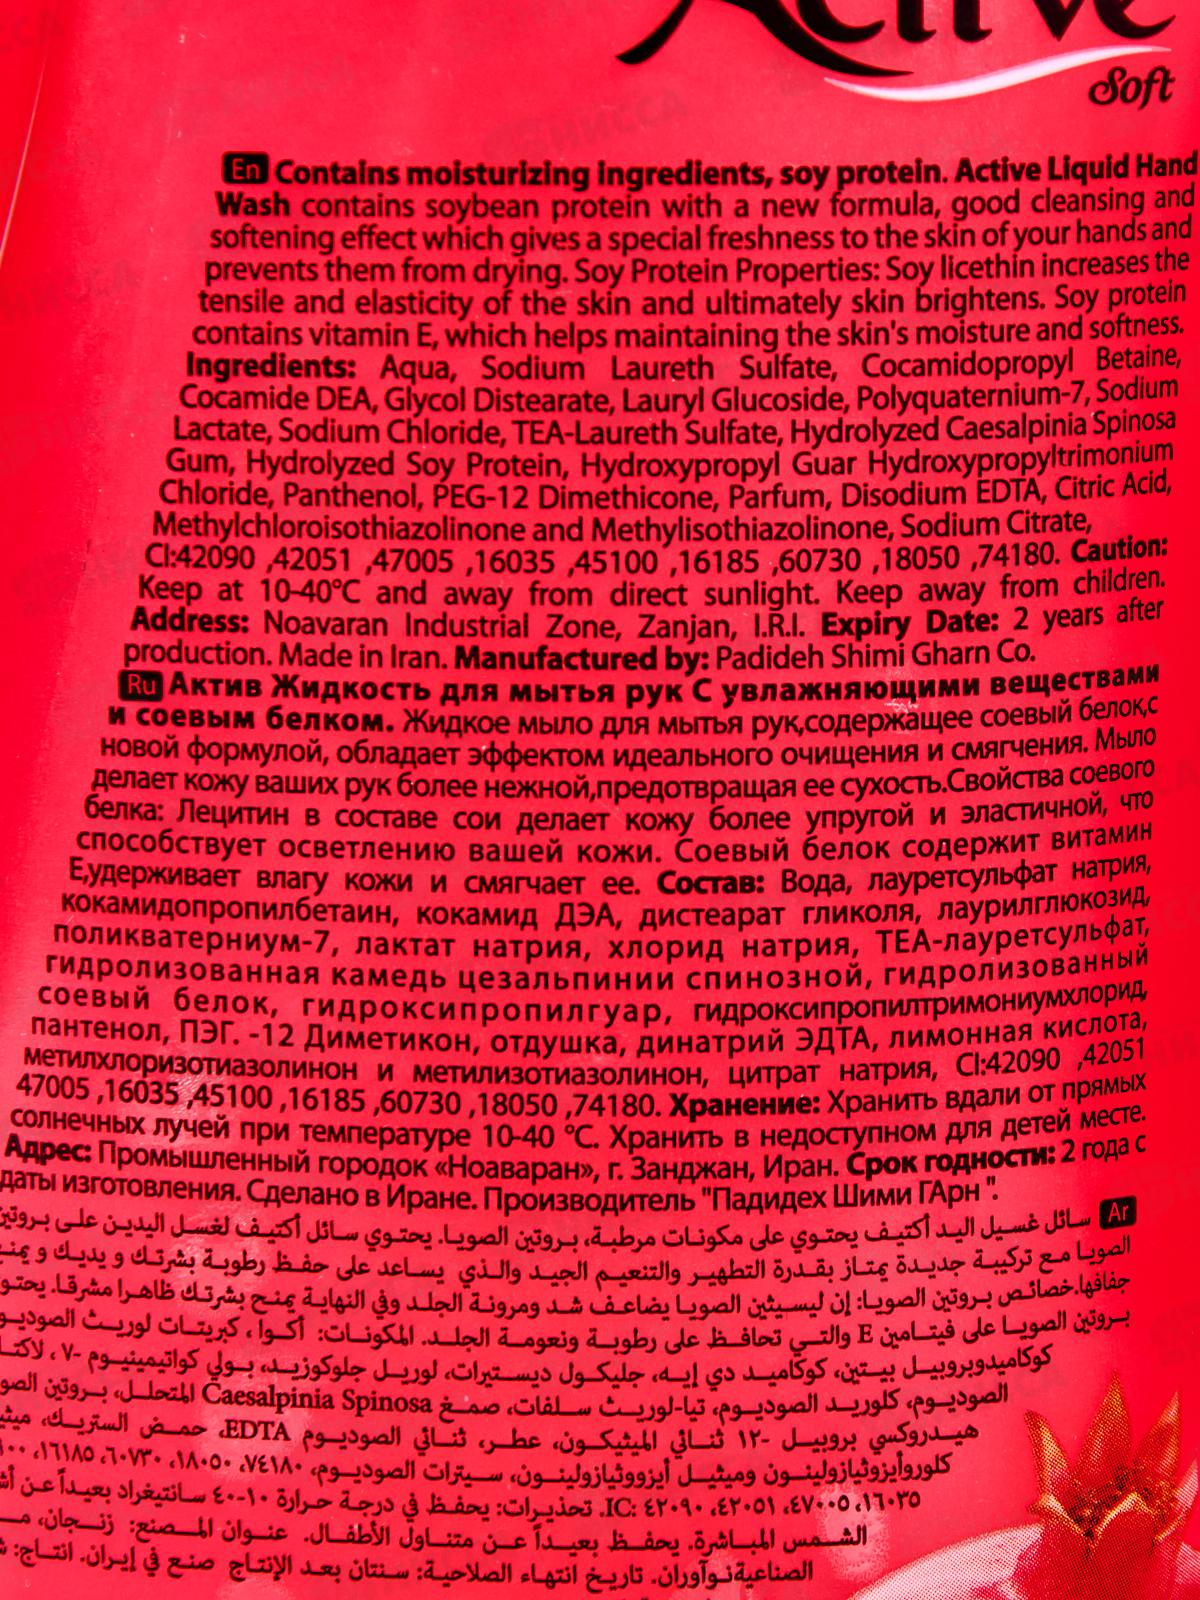 Active
Soft
En Contains moisturizing ingredients, soy protein. Active Liquid Hand
Wash contains soybean protein with a new formula, good cleansing and
softening effect which gives a special freshness to the skin of your hands and
prevents them from drying. Soy Protein Properties: Soy licethin increases the
tensile and elasticity of the skin and ultimately skin brightens. Soy protein
contains vitamin E, which helps maintaining the skin's moisture and softness.
Ingredients: Aqua, Sodium Laureth Sulfate, Cocamidopropyl Betaine,
Cocamide DEA, Glycol Distearate, Lauryl Glucoside, Polyquaternium-7, Sodium
Lactate, Sodium Chloride, TEA-Laureth Sulfate, Hydrolyzed Caesalpinia Spinosa
Gum, Hydrolyzed Soy Protein, Hydroxypropyl Guar Hydroxypropyltrimonium
Chloride, Panthenol, PEG-12 Dimethicone, Parfum, Disodium EDTA, Citric Acid,
Methylchloroisothiazolinone and Methylisothiazolinone, Sodium Citrate,
CI:42090 ,42051 ,47005 ,16035 ,45100 ,16185 ,60730 ,18050 ,74180. Caution:
Keep at 10-40°C and away from direct sunlight. Keep away from children.
Address: Noavaran Industrial Zone, Zanjan, I.R.I. Expiry Date: 2 years after
production. Made in Iran. Manufactured by: Padideh Shimi Gharn Co.
Ru Актив Жидкость для мытья рук С увлажняющими веществами
и соевым белком. Жидкое мыло для мытья рук,содержащее соевый белок,с
новой формулой, обладает эффектом идеального очищения и смягчения. Мыло
делает кожу ваших рук более нежной,предотвращая ее сухость.Свойства соевого
белка: Лецитин в составе сои делает кожу более упругой и эластичной, что
способствует осветлению вашей кожи. Соевый белок содержит витамин
Е,удерживает влагу кожи и смягчает ее. Состав: Вода, лауретсульфат натрия,
кокамидопропилбетаин, кокамид ДЭА, дистеарат гликоля, лаурилглюкозид,
поликватерниум-7, лактат натрия, хлорид натрия, ТЕА-лауретсульфат,
гидролизованная камедь цезальпинии спинозной, гидролизованный
соевый белок, гидроксипропилгуар, гидроксипропилтримониумхлорид,
пантенол, ПЭГ. -12 Диметикон, отдушка, динатрий ЭДТА, лимонная кислота,
метилхлоризотиазолинон и метилизотиазолинон, цитрат натрия, CI:42090 ,42051
47005 ,16035 ,45100 ,16185 ,60730 ,18050 ,74180. Хранение: Хранить вдали от прямых
солнечных лучей при температуре 10-40 °C. Хранить в недоступном для детей месте.
Адрес: Промышленный городок «Ноаваран», г. Занджан, Иран. Срок годности: 2 года с
даты изготовления. Сделано в Иране. Производитель "Падидех Шими ГАрн ".
Ar سائل غسيل اليد أكتيف يحتوي على مكونات مرطبة، بروتين الصويا. يحتوي سائل أكتيف لغسل اليدين على بروتين
الصويا مع تركيبة جديدة يمتاز بقدرة التطهير والتنعيم الجيد والذي يساعد على حفظ رطوبة بشرتك و يديك و يمنع
جفافها.خصائص بروتين الصويا: إن ليسيثين الصويا يضاعف شد ومرونة الجلد وفي النهاية يمنح بشرتك ظاهرا مشرقا.
بروتين الصويا على فيتامين E والتي تحافظ على رطوبة ونعومة الجلد. المكونات: أكوا، كبريتات لوريث
كوكاميدوبروبيل بيتين، كوكاميد دي إيه، جليكول ديستيرات، لوريل جلوكوزيد، بولي كواتيمينيوم -٧،
الصوديوم، كلوريد الصوديوم، تيا-لوريث سلفات، صمغ Caesalpinia Spinosa المتحلل، بروتين
هيدروكسي بروبيل -١٢ ثنائي الميثيكون، عطر، ثنائي الصوديوم EDTA، حمض الستريك،
كلوروأيزوثيازولينون وميثيل أيزووثيازولينون، سيترات الصوديوم، ٧٤١٨٠، ١٨٠٥٠، ٦٠٧٣٠، ١٦١٨٥،
١٦٠٣٥، ٤٧٠٠٥، ٤٢٠٥١، ٤٢٠٩٠ :IC. تحذيرات: يحفظ في درجة حرارة ١٠-٤٠ سانتيغراد بعيداً عن
الشمس المباشرة. يحفظ بعيداً عن متناول الأطفال. عنوان المصنع: زنجان،
الصناعيةنوآوران. تاريخ انتهاء الصلاحية: سنتان بعد الإنتاج صنع في إيران. انتاج: